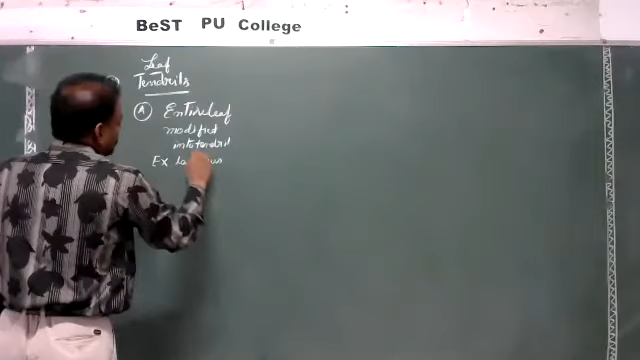 BeST PU College
Leaf
Tendrils
A Entire leaf
modified
into tendril
Ex